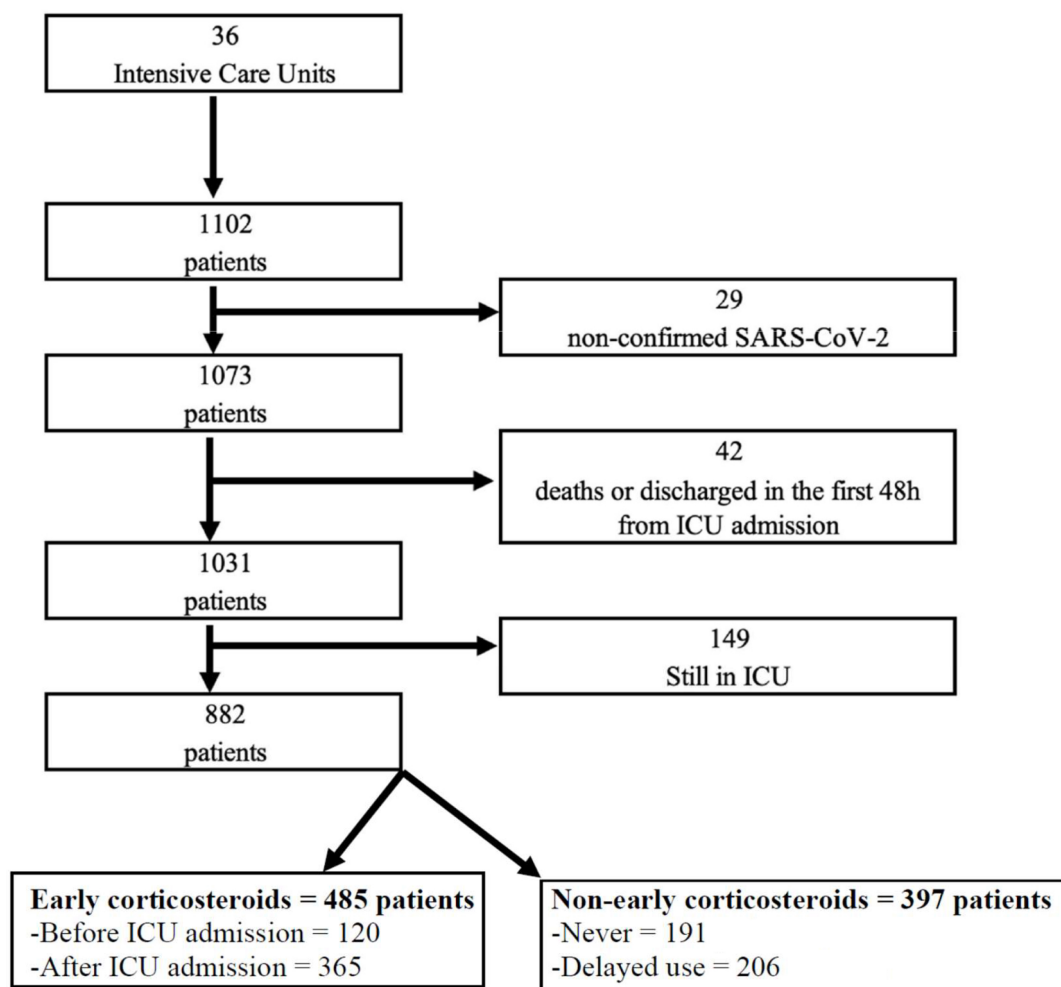 36
Intensive Care Units
1102
patients
29
non-confirmed SARS-CoV-2
1073
patients
42
deaths or discharged in the first 48h
from ICU admission
1031
patients
149
Still in ICU
882
patients
Early corticosteroids = 485 patients
-Before ICU admission = 120
-After ICU admission = 365
Non-early corticosteroids = 397 patients
-Never = 191
-Delayed use = 206